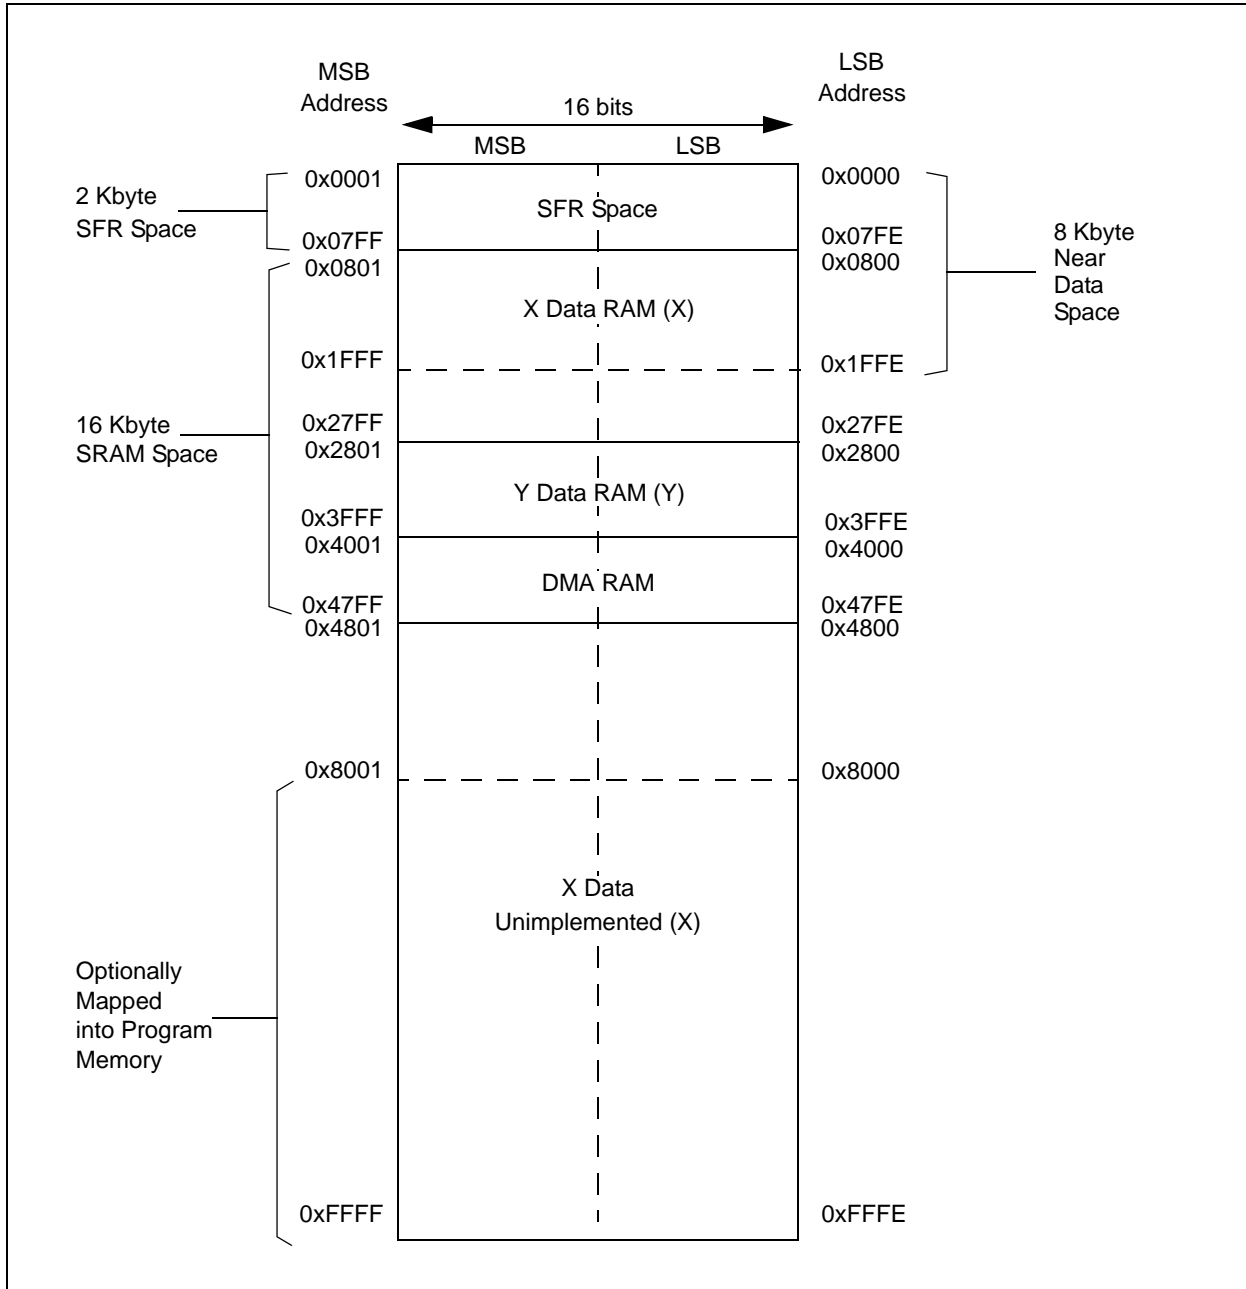 MSB
Address
LSB
Address
16 bits
MSB
LSB
2 Kbyte
SFR Space
0x0001
SFR Space
0x0000
0x07FF
0x07FE
0x0801
0x0800
8 Kbyte
Near
Data
Space
X Data RAM (X)
0x1FFF
0x1FFE
16 Kbyte
SRAM Space
0x27FF
0x27FE
0x2801
0x2800
Y Data RAM (Y)
0x3FFF
0x3FFE
0x4001
0x4000
DMA RAM
0x47FF
0x47FE
0x4801
0x4800
0x8001
0x8000
X Data
Unimplemented (X)
Optionally
Mapped
into Program
Memory
0xFFFF
0xFFFE